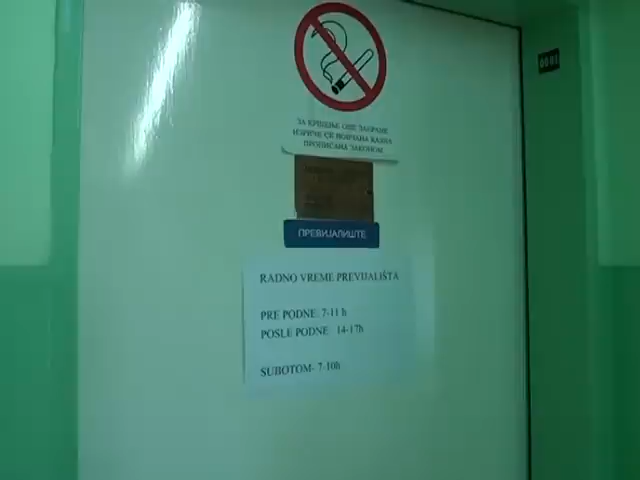 ЗА КРШЕЊЕ ОВЕ ЗАБРАНЕ
ИЗРИЧЕ СЕ НОВЧАНА КАЗНА
ПРОПИСАНА ЗАКОНОМ
ПРЕВИЈАЛИШТЕ
RADNO VREME PREVIJALIŠTA
PRE PODNE: 7-11 h
POSLE PODNE 14-17h
SUBOTOM- 7-10h